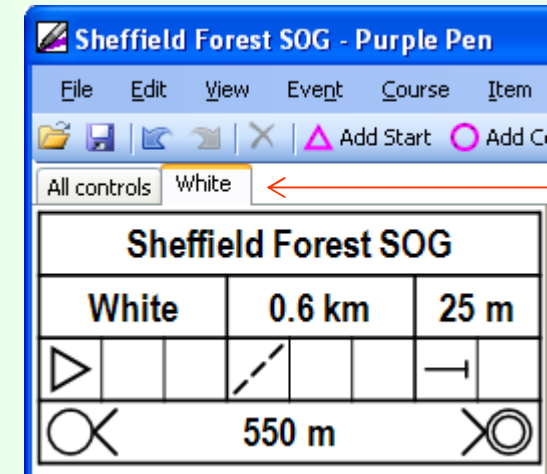 Sheffield Forest SOG - Purple Pen
File Edit View Event Course Item
Add Start Add C
All controls White
Sheffield Forest SOG
White 0.6 km 25 m
550 m